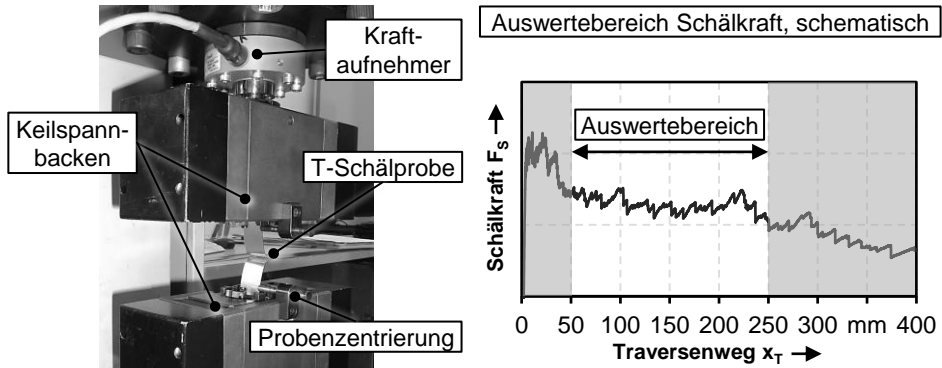 Kraft-
aufnehmer
Keilspann-
backen
T-Schälprobe
Probenzentrierung
Auswertebereich Schälkraft, schematisch
Auswertebereich
Schälkraft F_S
0 50 100 150 200 250 300 mm 400
Traversenweg x_T